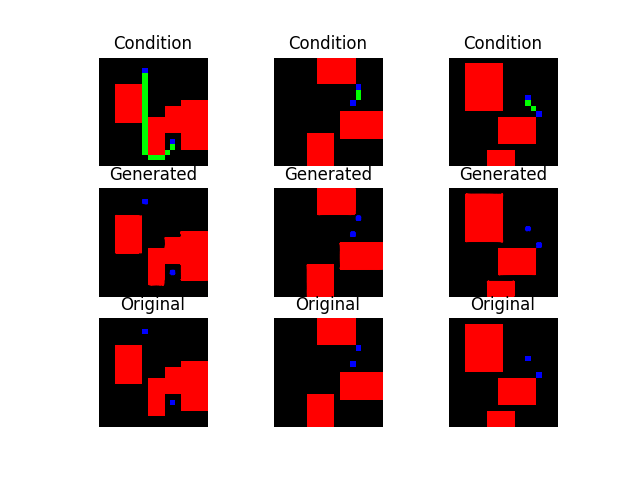 Condition Condition Condition
Generated Generated Generated
Original Original Original